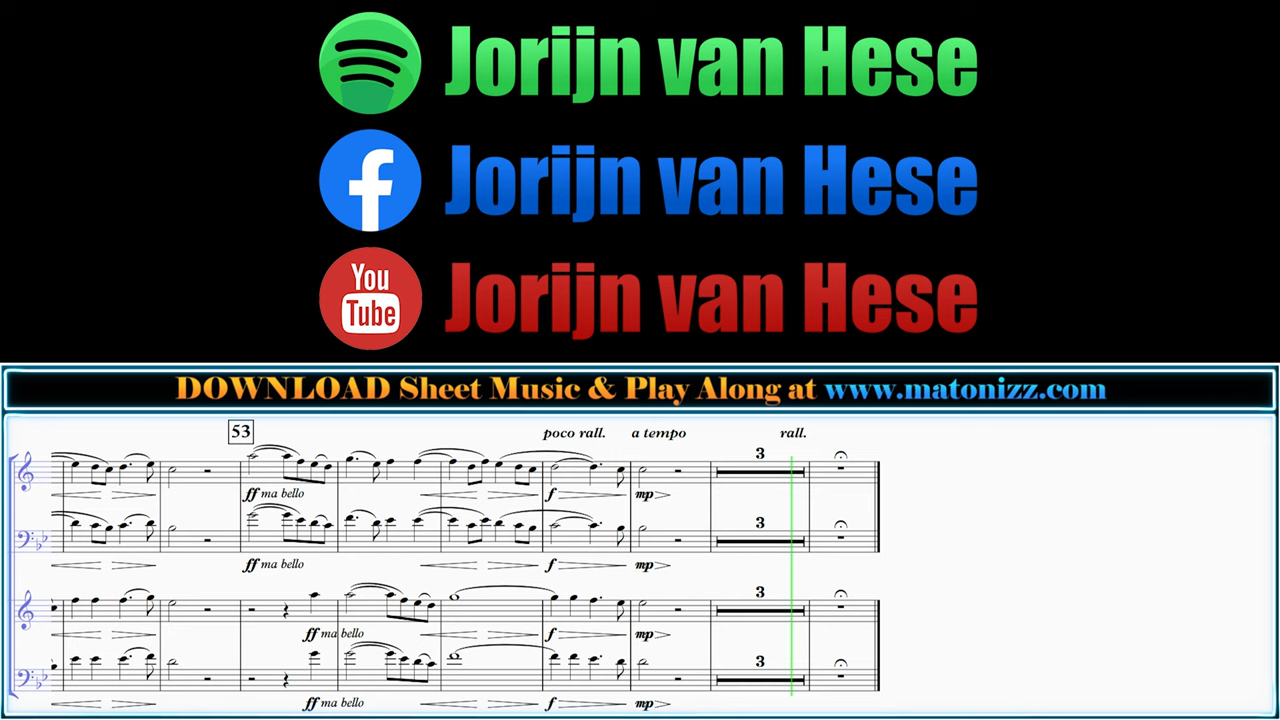 Jorijn van Hese
Jorijn van Hese
You
Tube
Jorijn van Hese
DOWNLOAD Sheet Music & Play Along at www.matonizz.com
53
poco rall. a tempo rall.
3
ff ma bello f mp
3
ff ma bello f mp
3
ff ma bello f mp
3
ff ma bello f mp